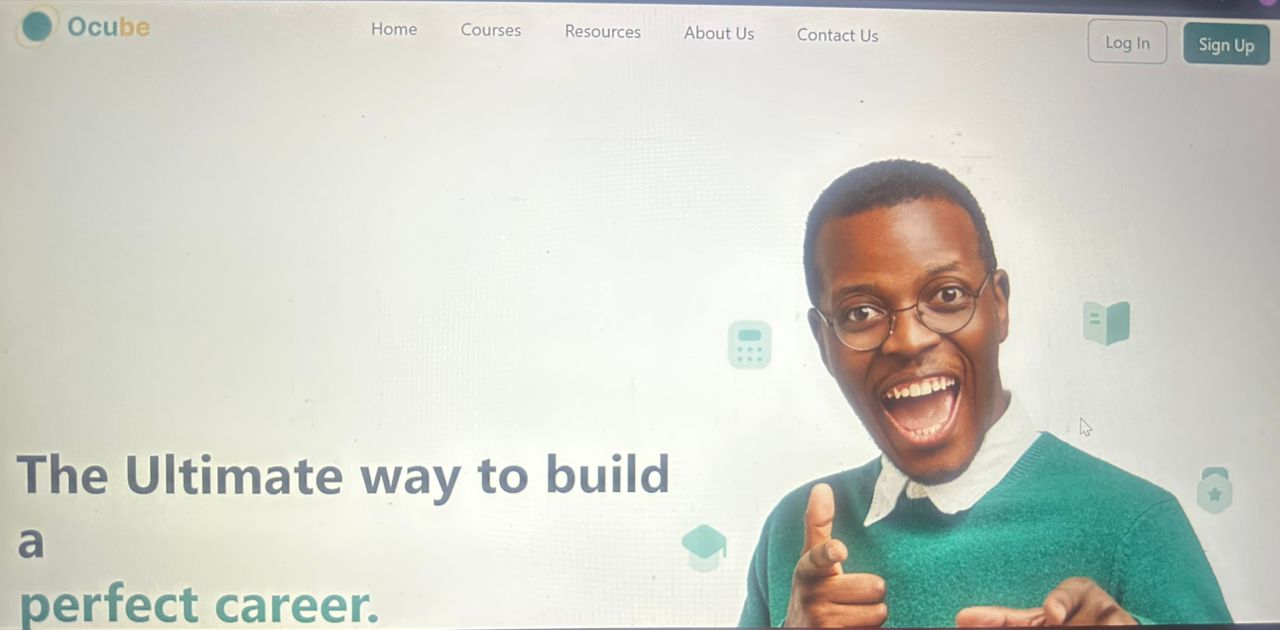 Ocube
Home Courses Resources About Us Contact Us
Log In Sign Up
The Ultimate way to build
a
perfect career.